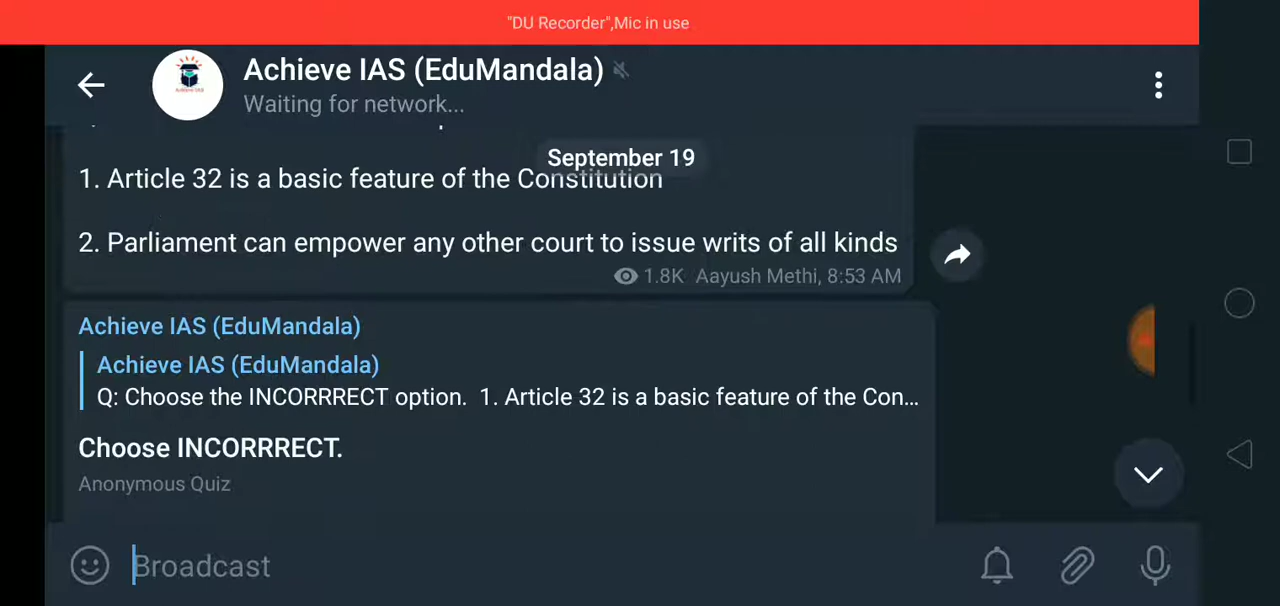 "DU Recorder",Mic in use
Achieve IAS (EduMandala)
Waiting for network...
September 19
1. Article 32 is a basic feature of the Constitution
2. Parliament can empower any other court to issue writs of all kinds
1.8K Aayush Methi, 8:53 AM
Achieve IAS (EduMandala)
Achieve IAS (EduMandala)
Q: Choose the INCORRRECT option. 1. Article 32 is a basic feature of the Con...
Choose INCORRRECT.
Anonymous Quiz
Broadcast